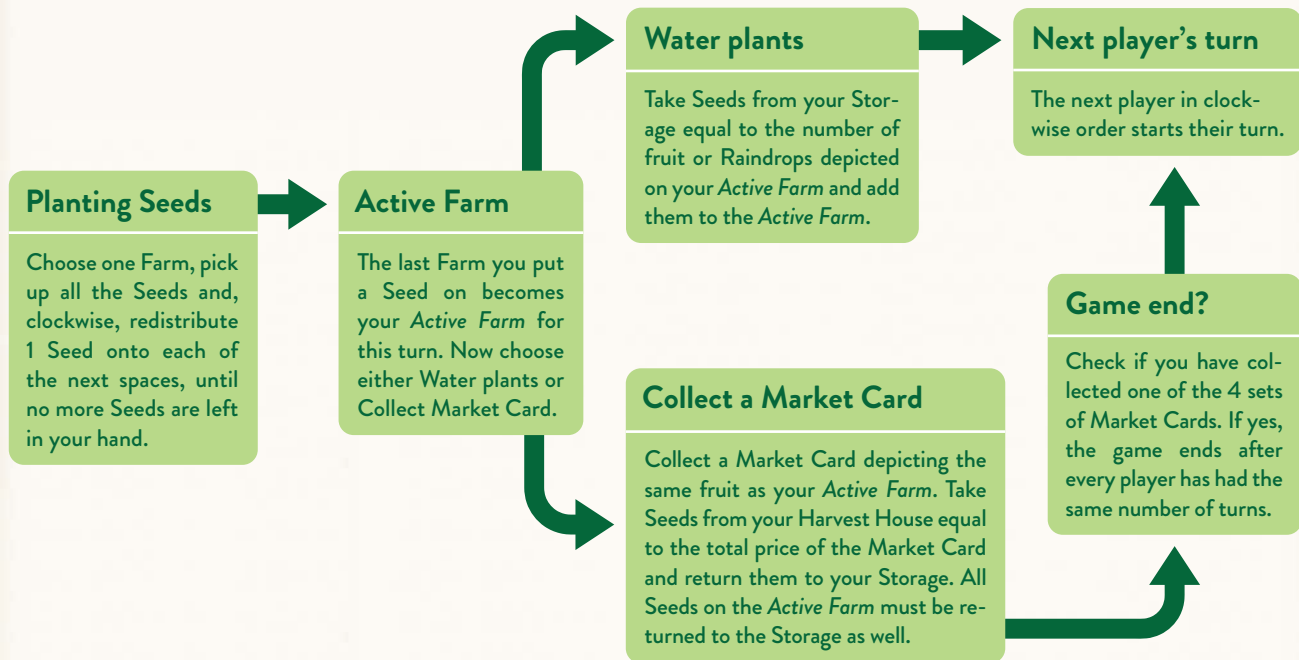 Planting Seeds
Choose one Farm, pick
up all the Seeds and,
clockwise, redistribute
1 Seed onto each of
the next spaces, until
no more Seeds are left
in your hand.
Active Farm
The last Farm you put
a Seed on becomes
your Active Farm for
this turn. Now choose
either Water plants or
Collect Market Card.
Water plants
Take Seeds from your Stor-
age equal to the number of
fruit or Raindrops depicted
on your Active Farm and add
them to the Active Farm.
Collect a Market Card
Collect a Market Card depicting the
same fruit as your Active Farm. Take
Seeds from your Harvest House equal
to the total price of the Market Card
and return them to your Storage. All
Seeds on the Active Farm must be re-
turned to the Storage as well.
Game end?
Check if you have col-
lected one of the 4 sets
of Market Cards. If yes,
the game ends after
every player has had the
same number of turns.
Next player’s turn
The next player in clock-
wise order starts their turn.